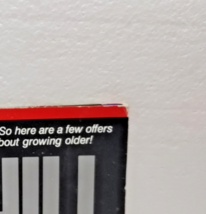 So here are a few offers
bout growing older!